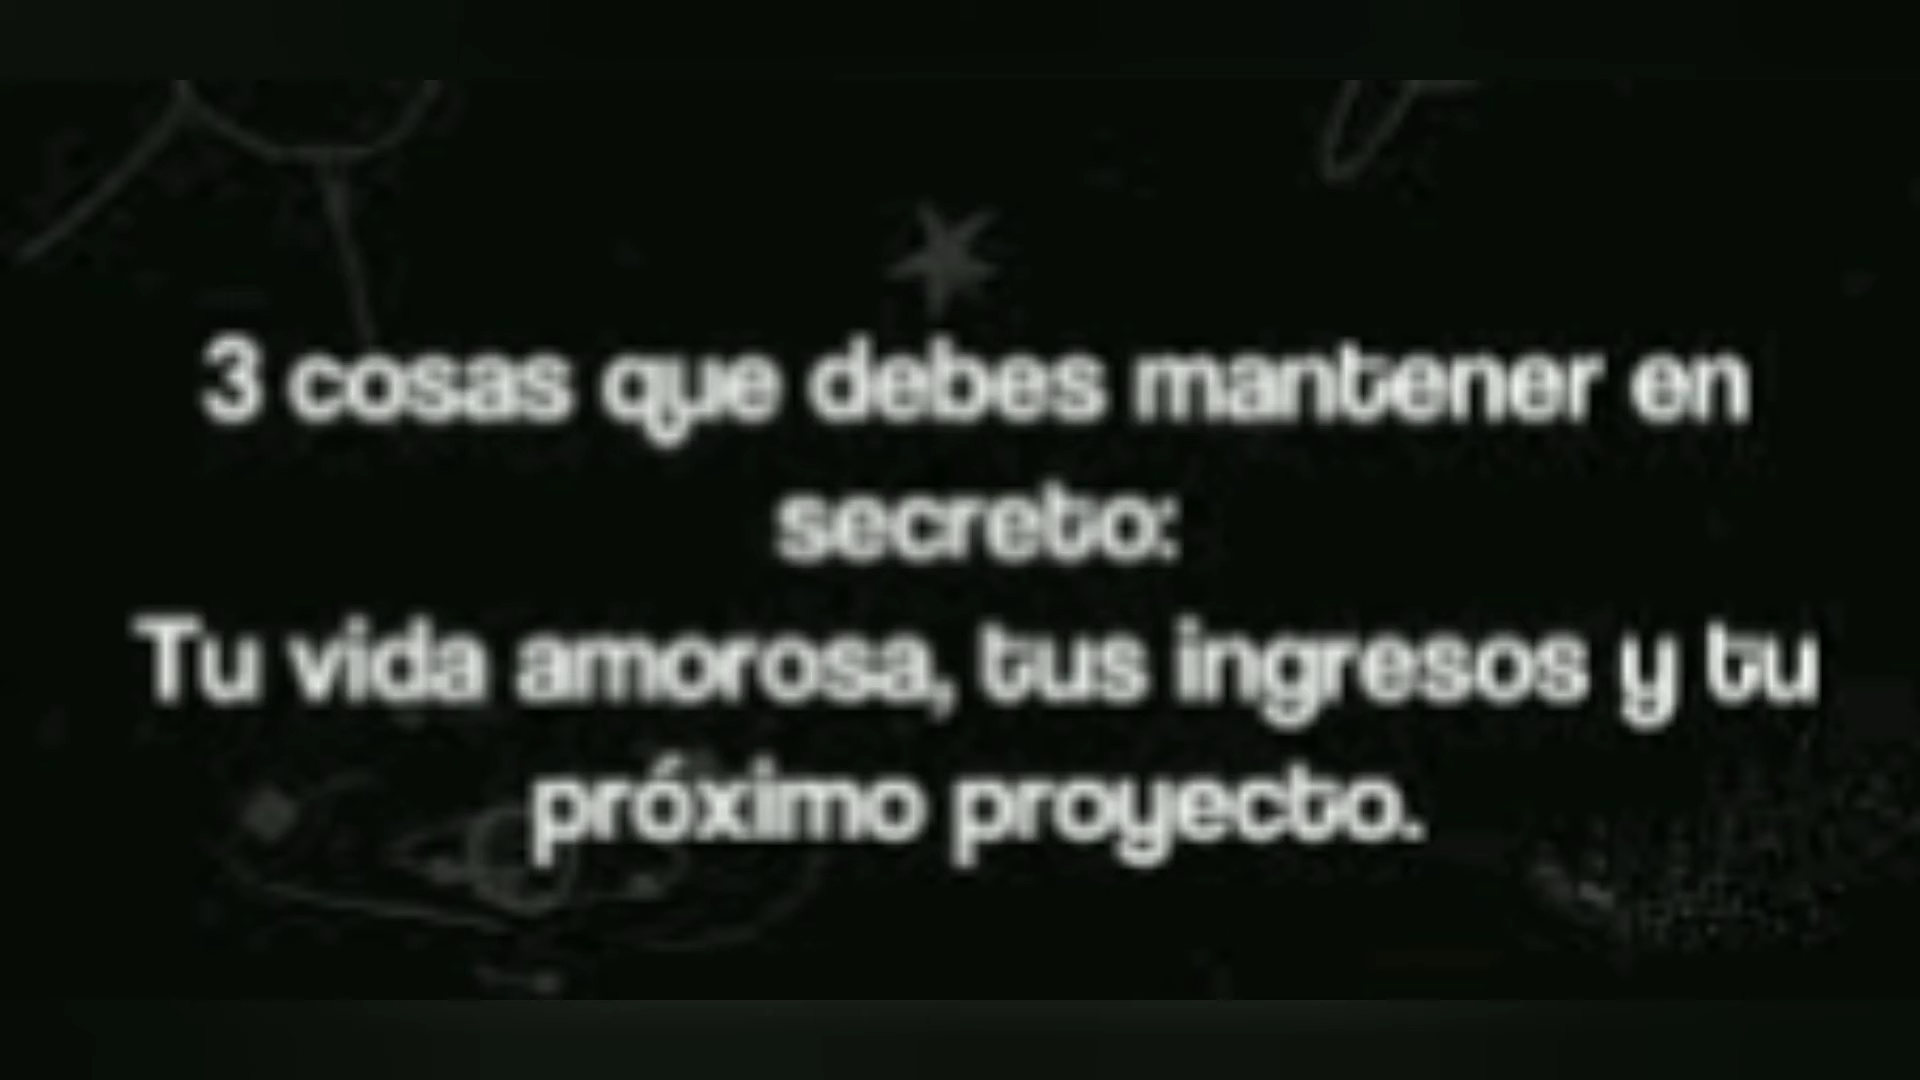 3 cosas que debes mantener en
secreto:
Tu vida amorosa, tus ingresos y tu
próximo proyecto.